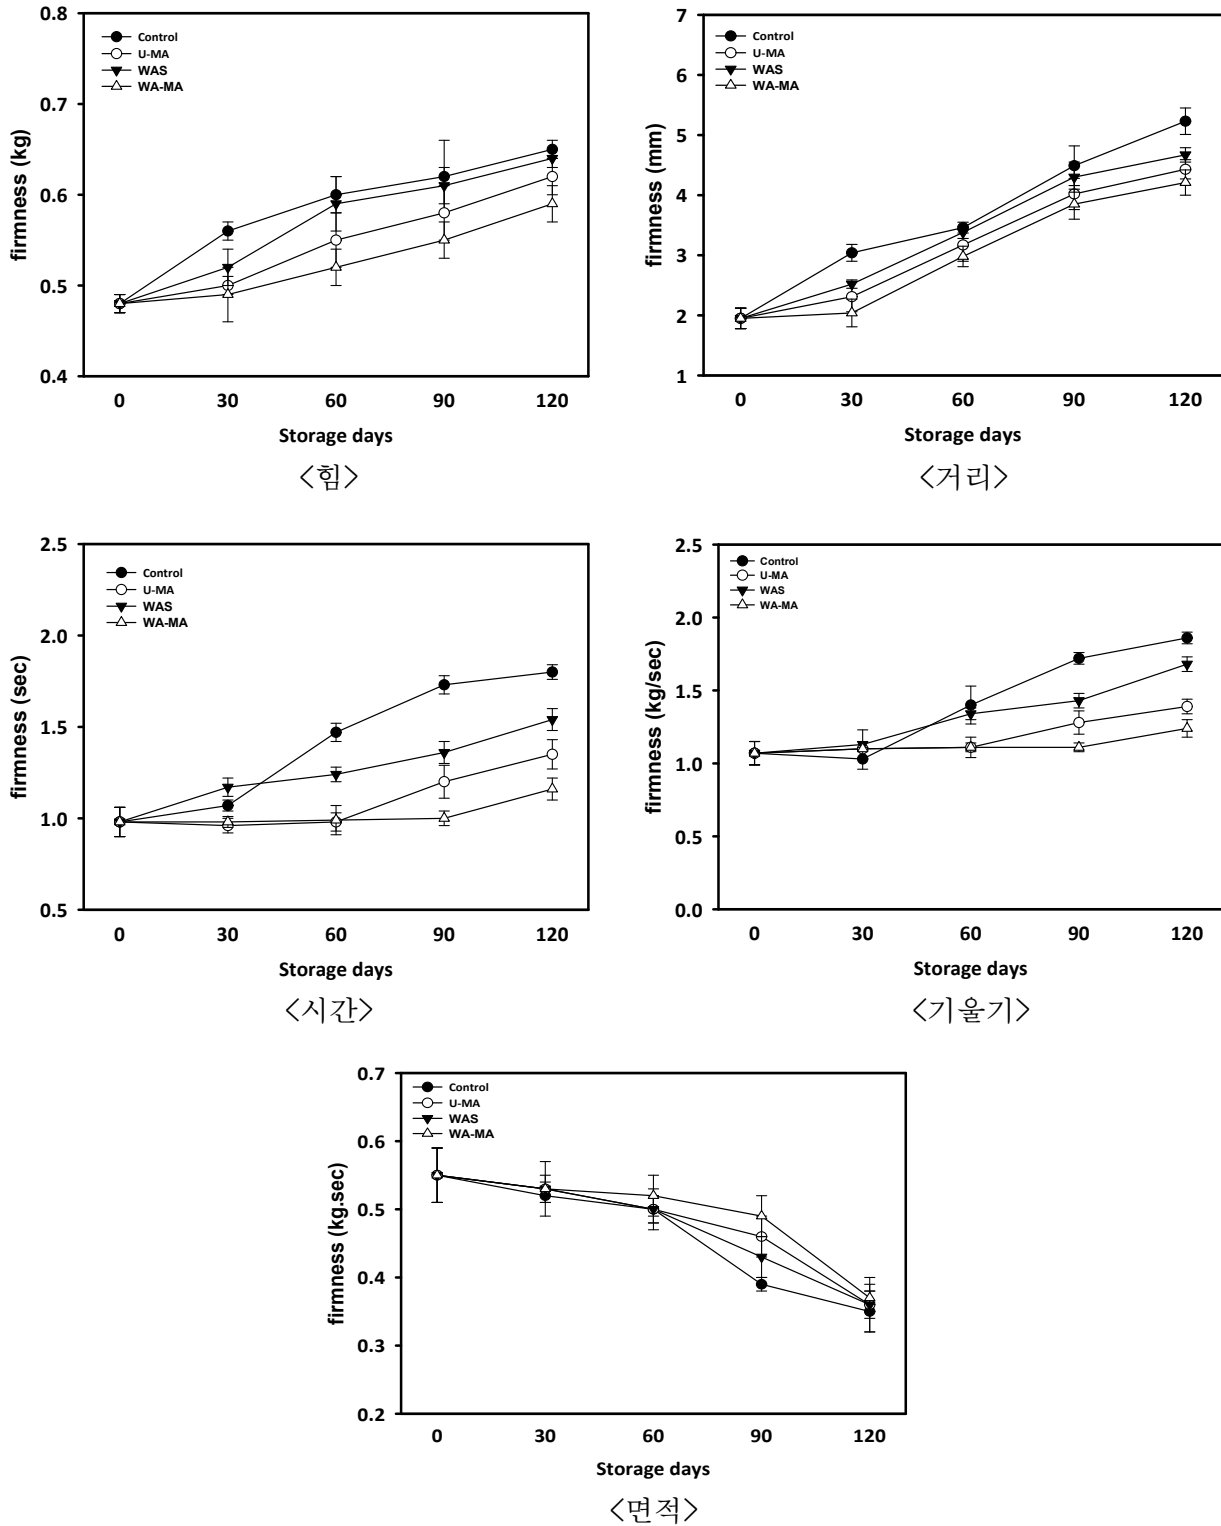 0.8
0.7
0.6
0.5
0.4
firmness (kg)
Control
U-MA
WAS
WA-MA
0 30 60 90 120
Storage days
<힘>
7
6
5
4
3
2
1
firmness (mm)
Control
U-MA
WAS
WA-MA
0 30 60 90 120
Storage days
<거리>
2.5
2.0
1.5
1.0
0.5
firmness (sec)
Control
U-MA
WAS
WA-MA
0 30 60 90 120
Storage days
<시간>
2.5
2.0
1.5
1.0
0.5
0.0
firmness (kg/sec)
Control
U-MA
WAS
WA-MA
0 30 60 90 120
Storage days
<기울기>
0.7
0.6
0.5
0.4
0.3
0.2
firmness (kg.sec)
Control
U-MA
WAS
WA-MA
0 30 60 90 120
Storage days
<면적>